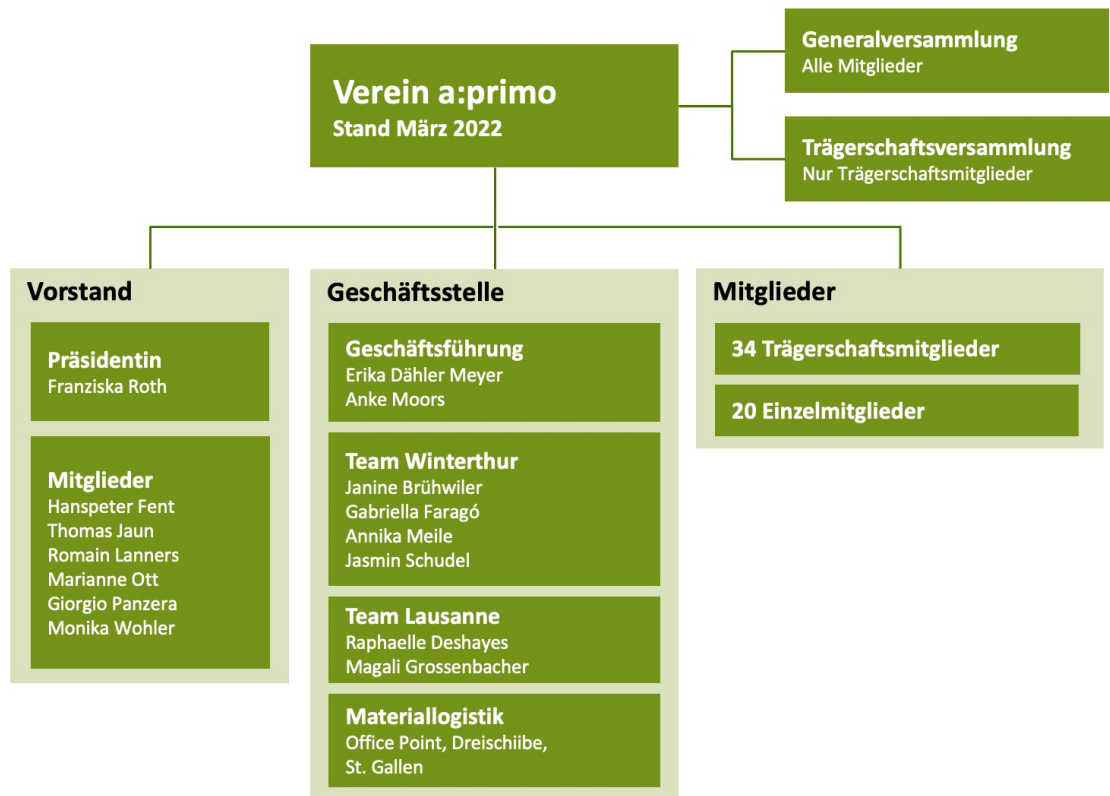 Verein a:primo
Stand März 2022
Generalversammlung
Alle Mitglieder
Trägerschaftsversammlung
Nur Trägerschaftsmitglieder
Vorstand
Präsidentin
Franziska Roth
Mitglieder
Hanspeter Fent
Thomas Jaun
Romain Lanners
Marianne Ott
Giorgio Panzera
Monika Wohler
Geschäftsstelle
Geschäftsführung
Erika Dähler Meyer
Anke Moors
Team Winterthur
Janine Brühwiler
Gabriella Faragó
Annika Meile
Jasmin Schudel
Team Lausanne
Raphaelle Deshayes
Magali Grossenbacher
Materiallogistik
Office Point, Dreischiibe,
St. Gallen
Mitglieder
34 Trägerschaftsmitglieder
20 Einzelmitglieder